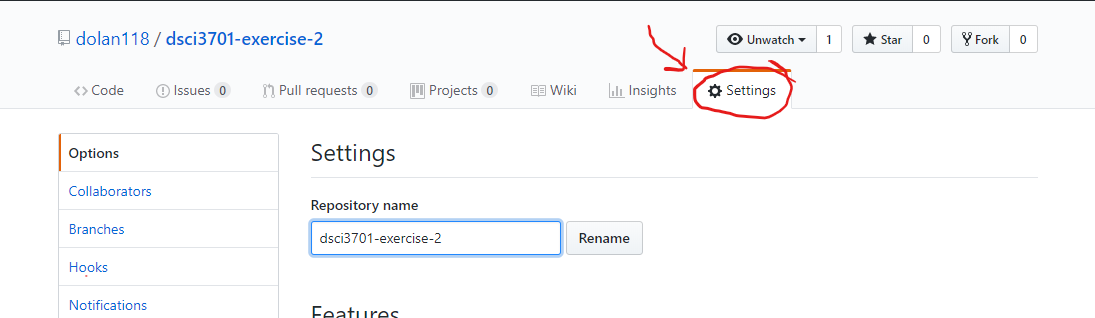 dolan118 / dsci3701-exercise-2 Unwatch 1 Star 0 Fork 0
Code Issues 0 Pull requests 0 Projects 0 Wiki Insights Settings
Options
Settings
Collaborators
Repository name
Branches
dsci3701-exercise-2 Rename
Hooks
Notifications
Features